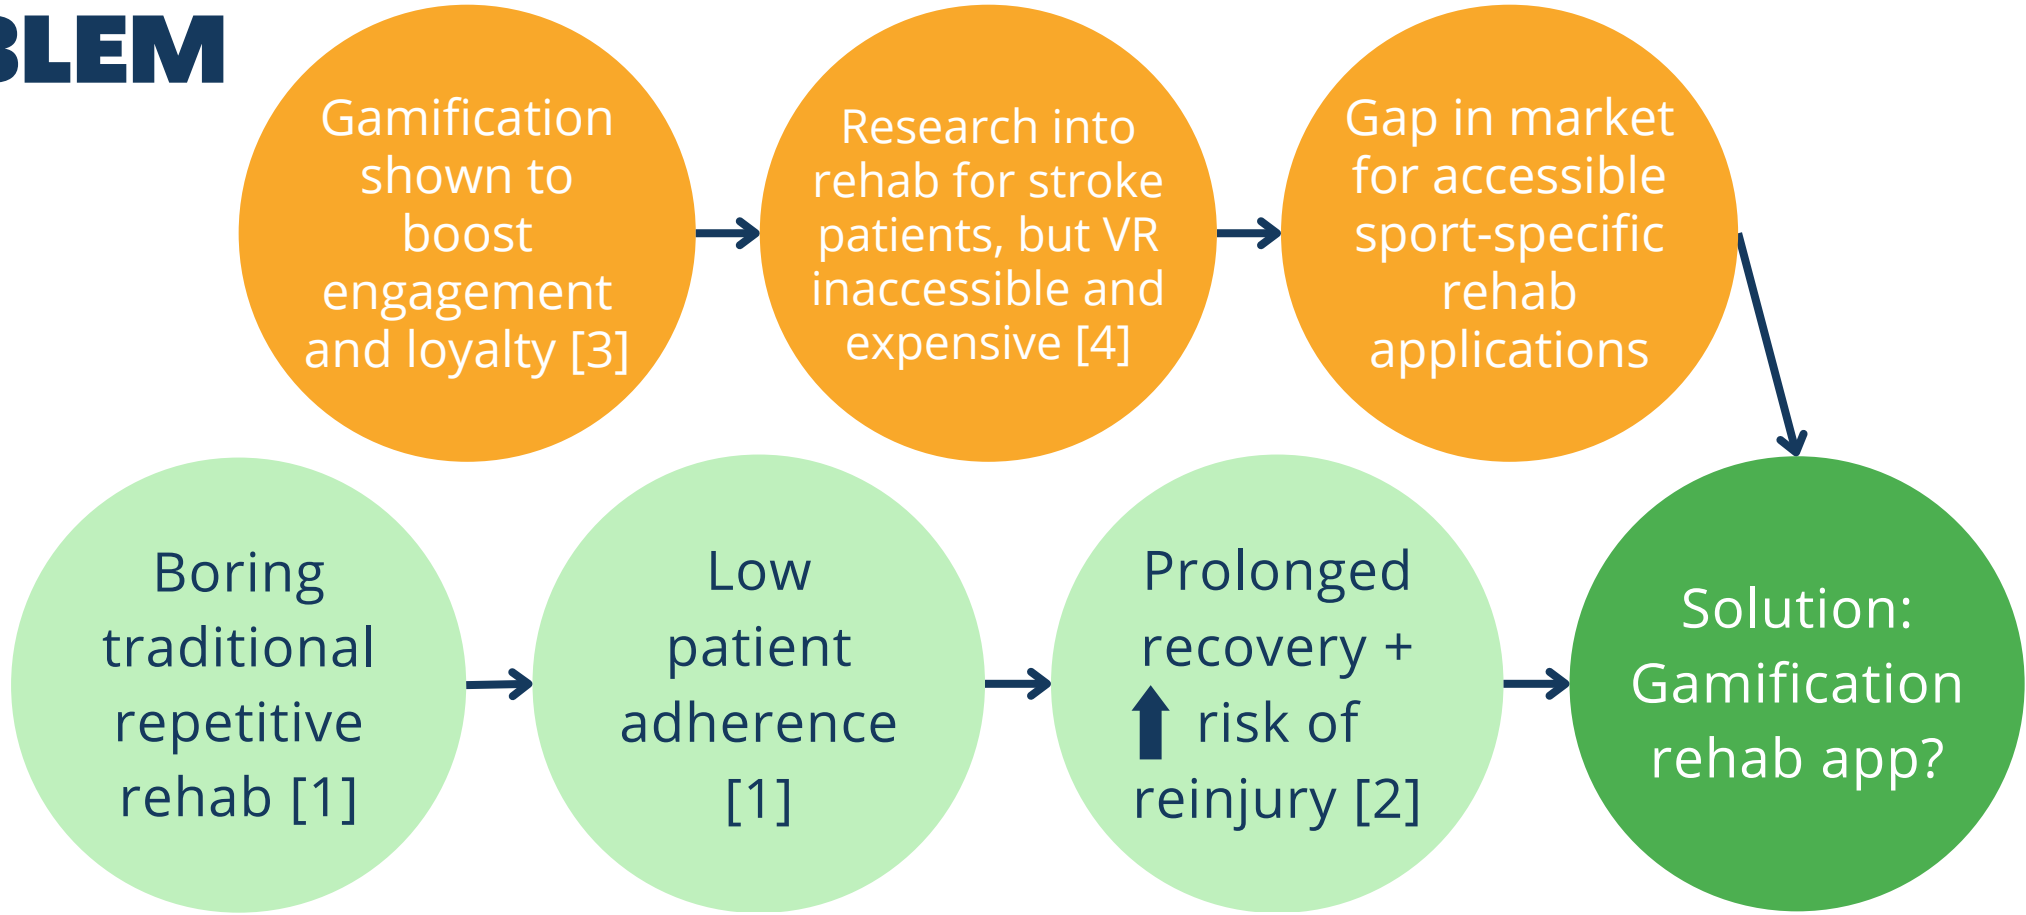 BLEM
Gamification
shown to
boost
engagement
and loyalty [3]
Research into
rehab for stroke
patients, but VR
inaccessible and
expensive [4]
Gap in market
for accessible
sport-specific
rehab
applications
Boring
traditional
repetitive
rehab [1]
Low
patient
adherence
[1]
Prolonged
recovery +
risk of
reinjury [2]
Solution:
Gamification
rehab app?